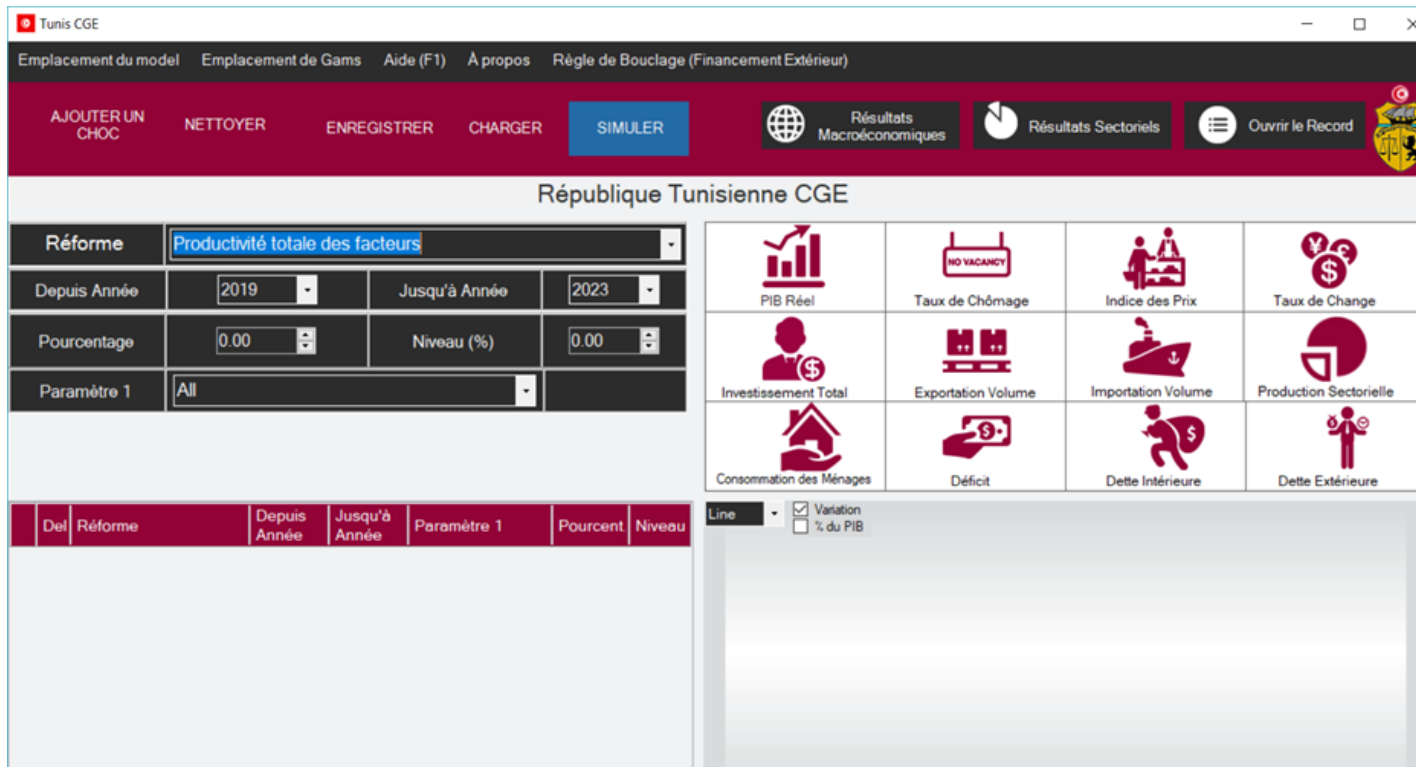 Tunis CGE
Emplacement du model Emplacement de Gams Aide (F1) À propos Règle de Bouclage (Financement Extérieur)
AJOUTER UN
CHOC
NETTOYER
ENREGISTRER
CHARGER
SIMULER
Résultats
Macroéconomiques
Résultats Sectoriels
Ouvrir le Record
République Tunisienne CGE
Réforme Productivité totale des facteurs
Depuis Année 2019 Jusqu'à Année 2023
Pourcentage 0.00 Niveau (%) 0.00
Paramètre 1 All
NO VACANCY
PIB Réel Taux de Chômage Indice des Prix Taux de Change
Investissement Total Exportation Volume Importation Volume Production Sectorielle
Consommation des Ménages Déficit Dette Intérieure Dette Extérieure
Del Réforme
Depuis
Année
Jusqu'à
Année
Paramètre 1 Pourcent Niveau
Line
Variation
% du PIB